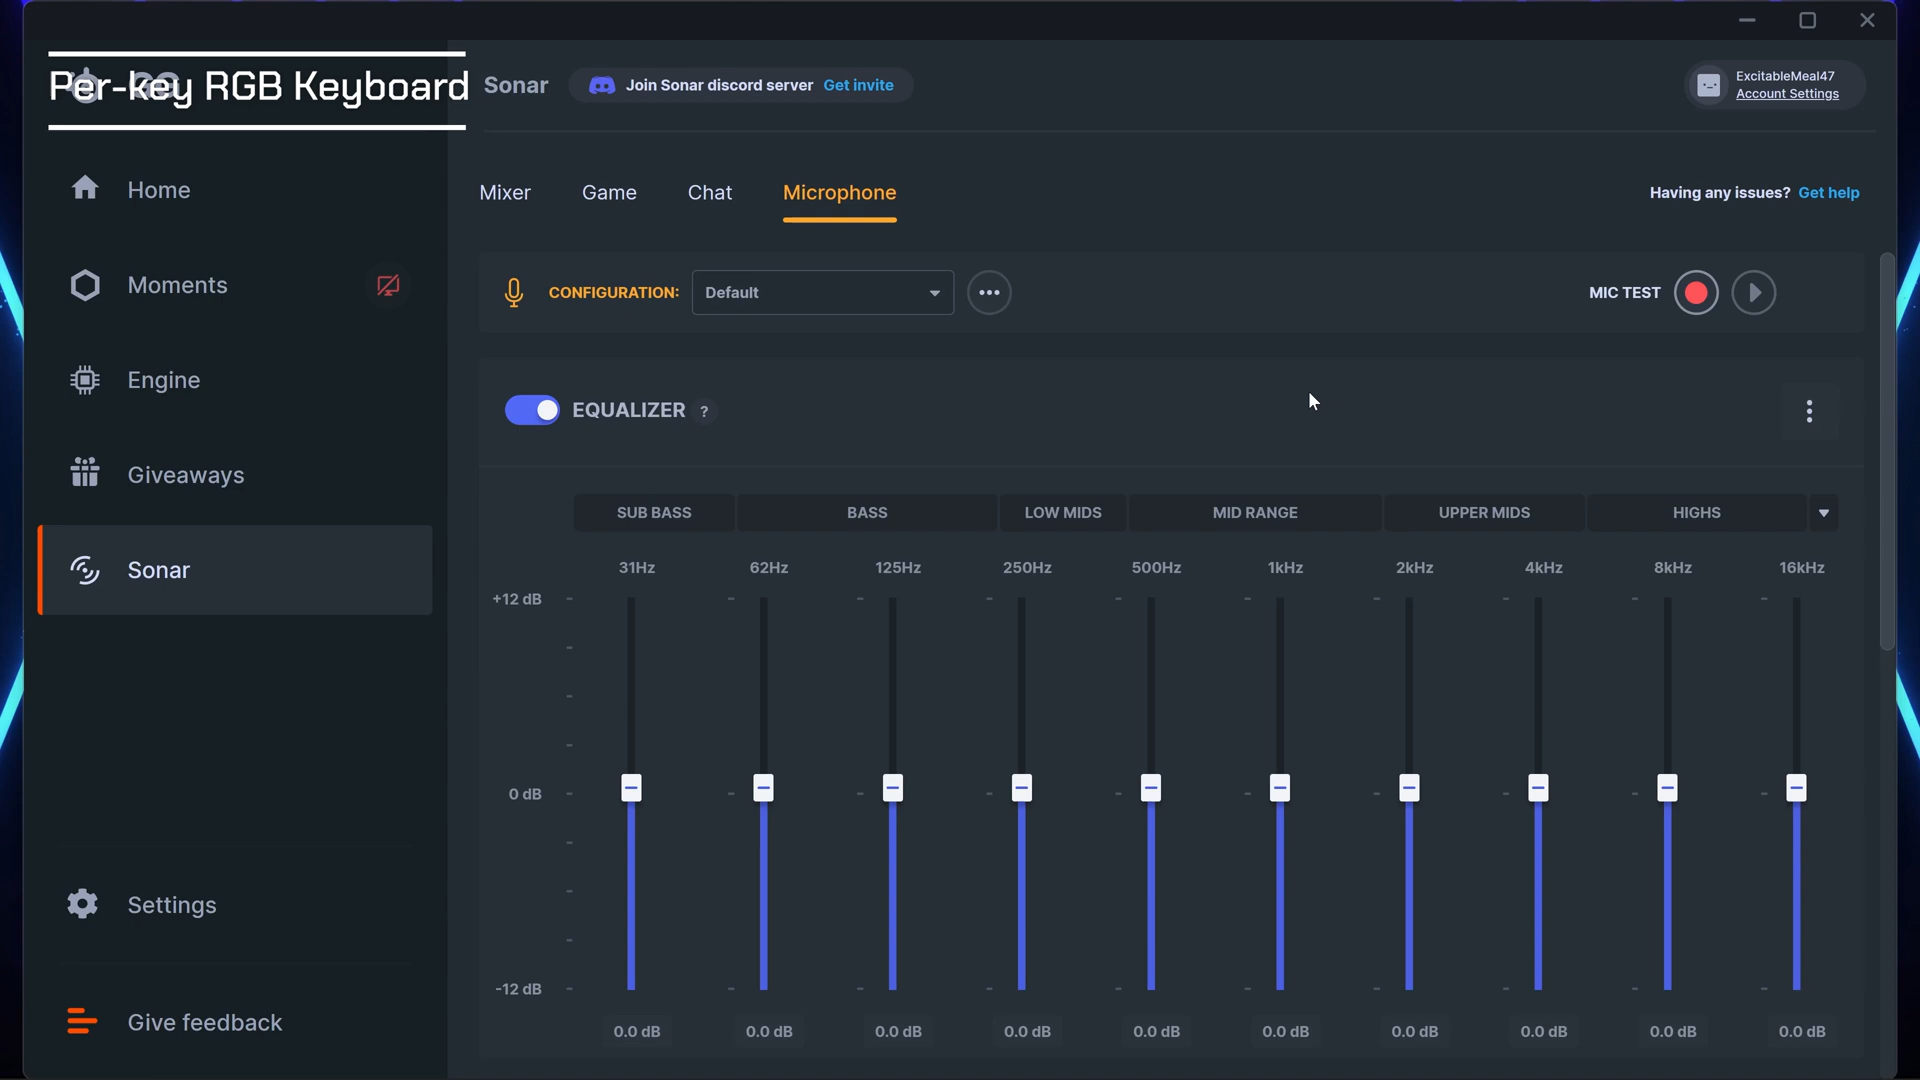 Per-key RGB Keyboard
Sonar
Join Sonar discord server Get invite
ExcitableMeal47
Account Settings
Home
Moments
Engine
Giveaways
Sonar
Settings
Give feedback
Mixer Game Chat Microphone
Having any issues? Get help
CONFIGURATION: Default
MIC TEST
EQUALIZER ?
SUB BASS BASS LOW MIDS MID RANGE UPPER MIDS HIGHS
31Hz 62Hz 125Hz 250Hz 500Hz 1kHz 2kHz 4kHz 8kHz 16kHz
+12 dB
0 dB
-12 dB
0.0 dB 0.0 dB 0.0 dB 0.0 dB 0.0 dB 0.0 dB 0.0 dB 0.0 dB 0.0 dB 0.0 dB